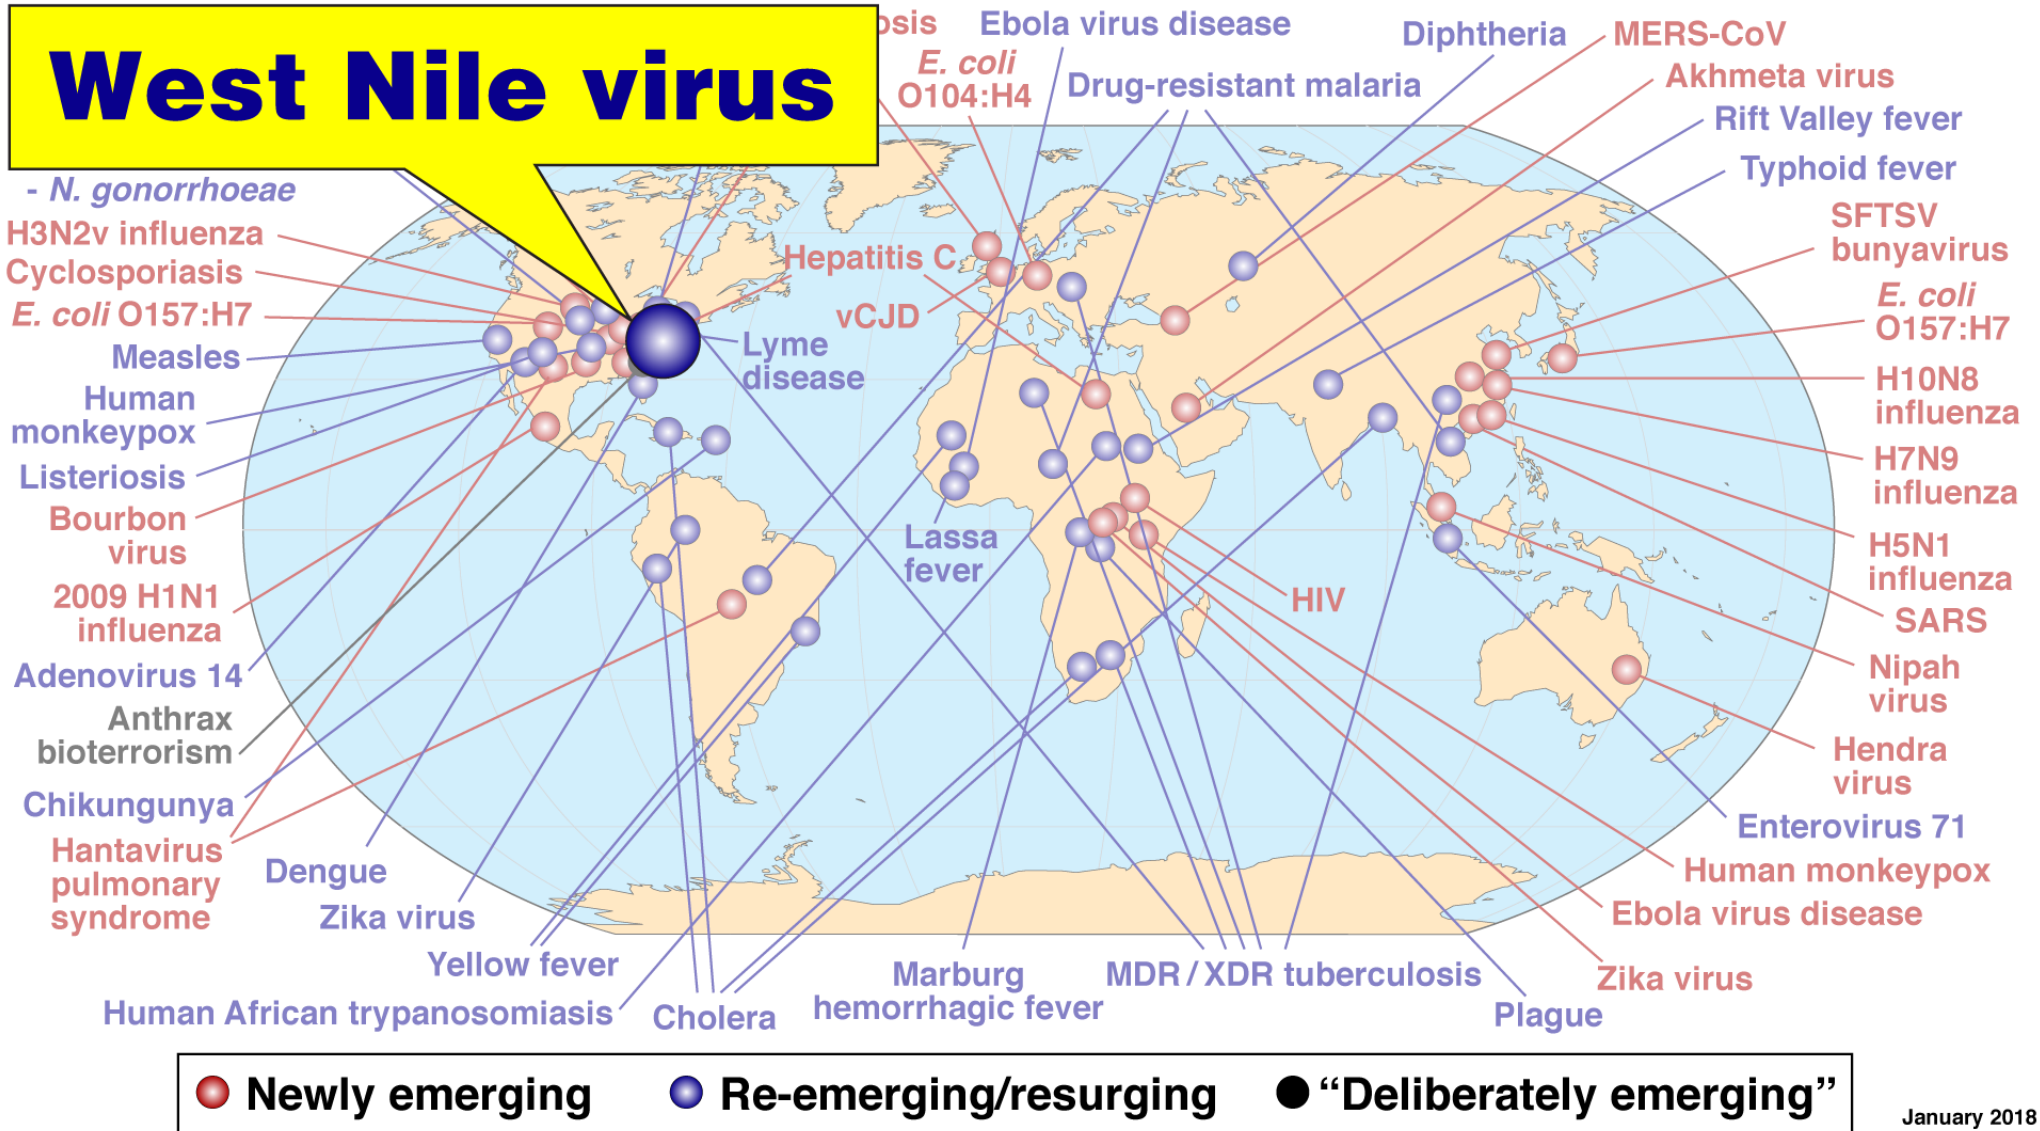 West Nile virus
- N. gonorrhoeae
H3N2v influenza
Cyclosporiasis
E. coli O157:H7
Measles
Human
monkeypox
Listeriosis
Bourbon
virus
2009 H1N1
influenza
Adenovirus 14
Anthrax
bioterrorism
Chikungunya
Hantavirus
pulmonary
syndrome
Dengue
Zika virus
Yellow fever
Human African trypanosomiasis
Cholera
Marburg
hemorrhagic fever
MDR / XDR tuberculosis
Plague
Zika virus
Ebola virus disease
Human monkeypox
Enterovirus 71
Hendra
virus
Nipah
virus
SARS
H5N1
influenza
H7N9
influenza
H10N8
influenza
E. coli
O157:H7
SFTSV
bunyavirus
Typhoid fever
Rift Valley fever
Akhmeta virus
MERS-CoV
Diphtheria
Drug-resistant malaria
Ebola virus disease
E. coli
O104:H4
Hepatitis C
vCJD
Lyme
disease
Lassa
fever
HIV
Newly emerging
Re-emerging/resurging
“Deliberately emerging”
January 2018